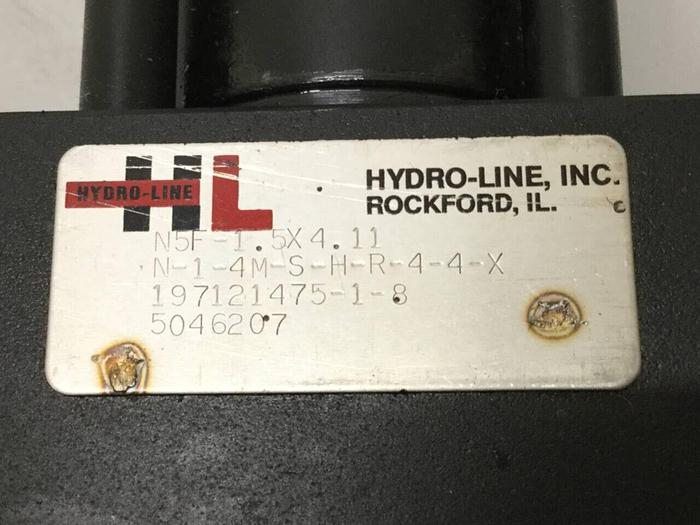 HL
HYDRO-LINE
HYDRO-LINE, INC.
ROCKFORD, IL.
N5F-1.5X4.11
N-1-4M-S-H-R-4-4-X
197121475-1-8
5046207